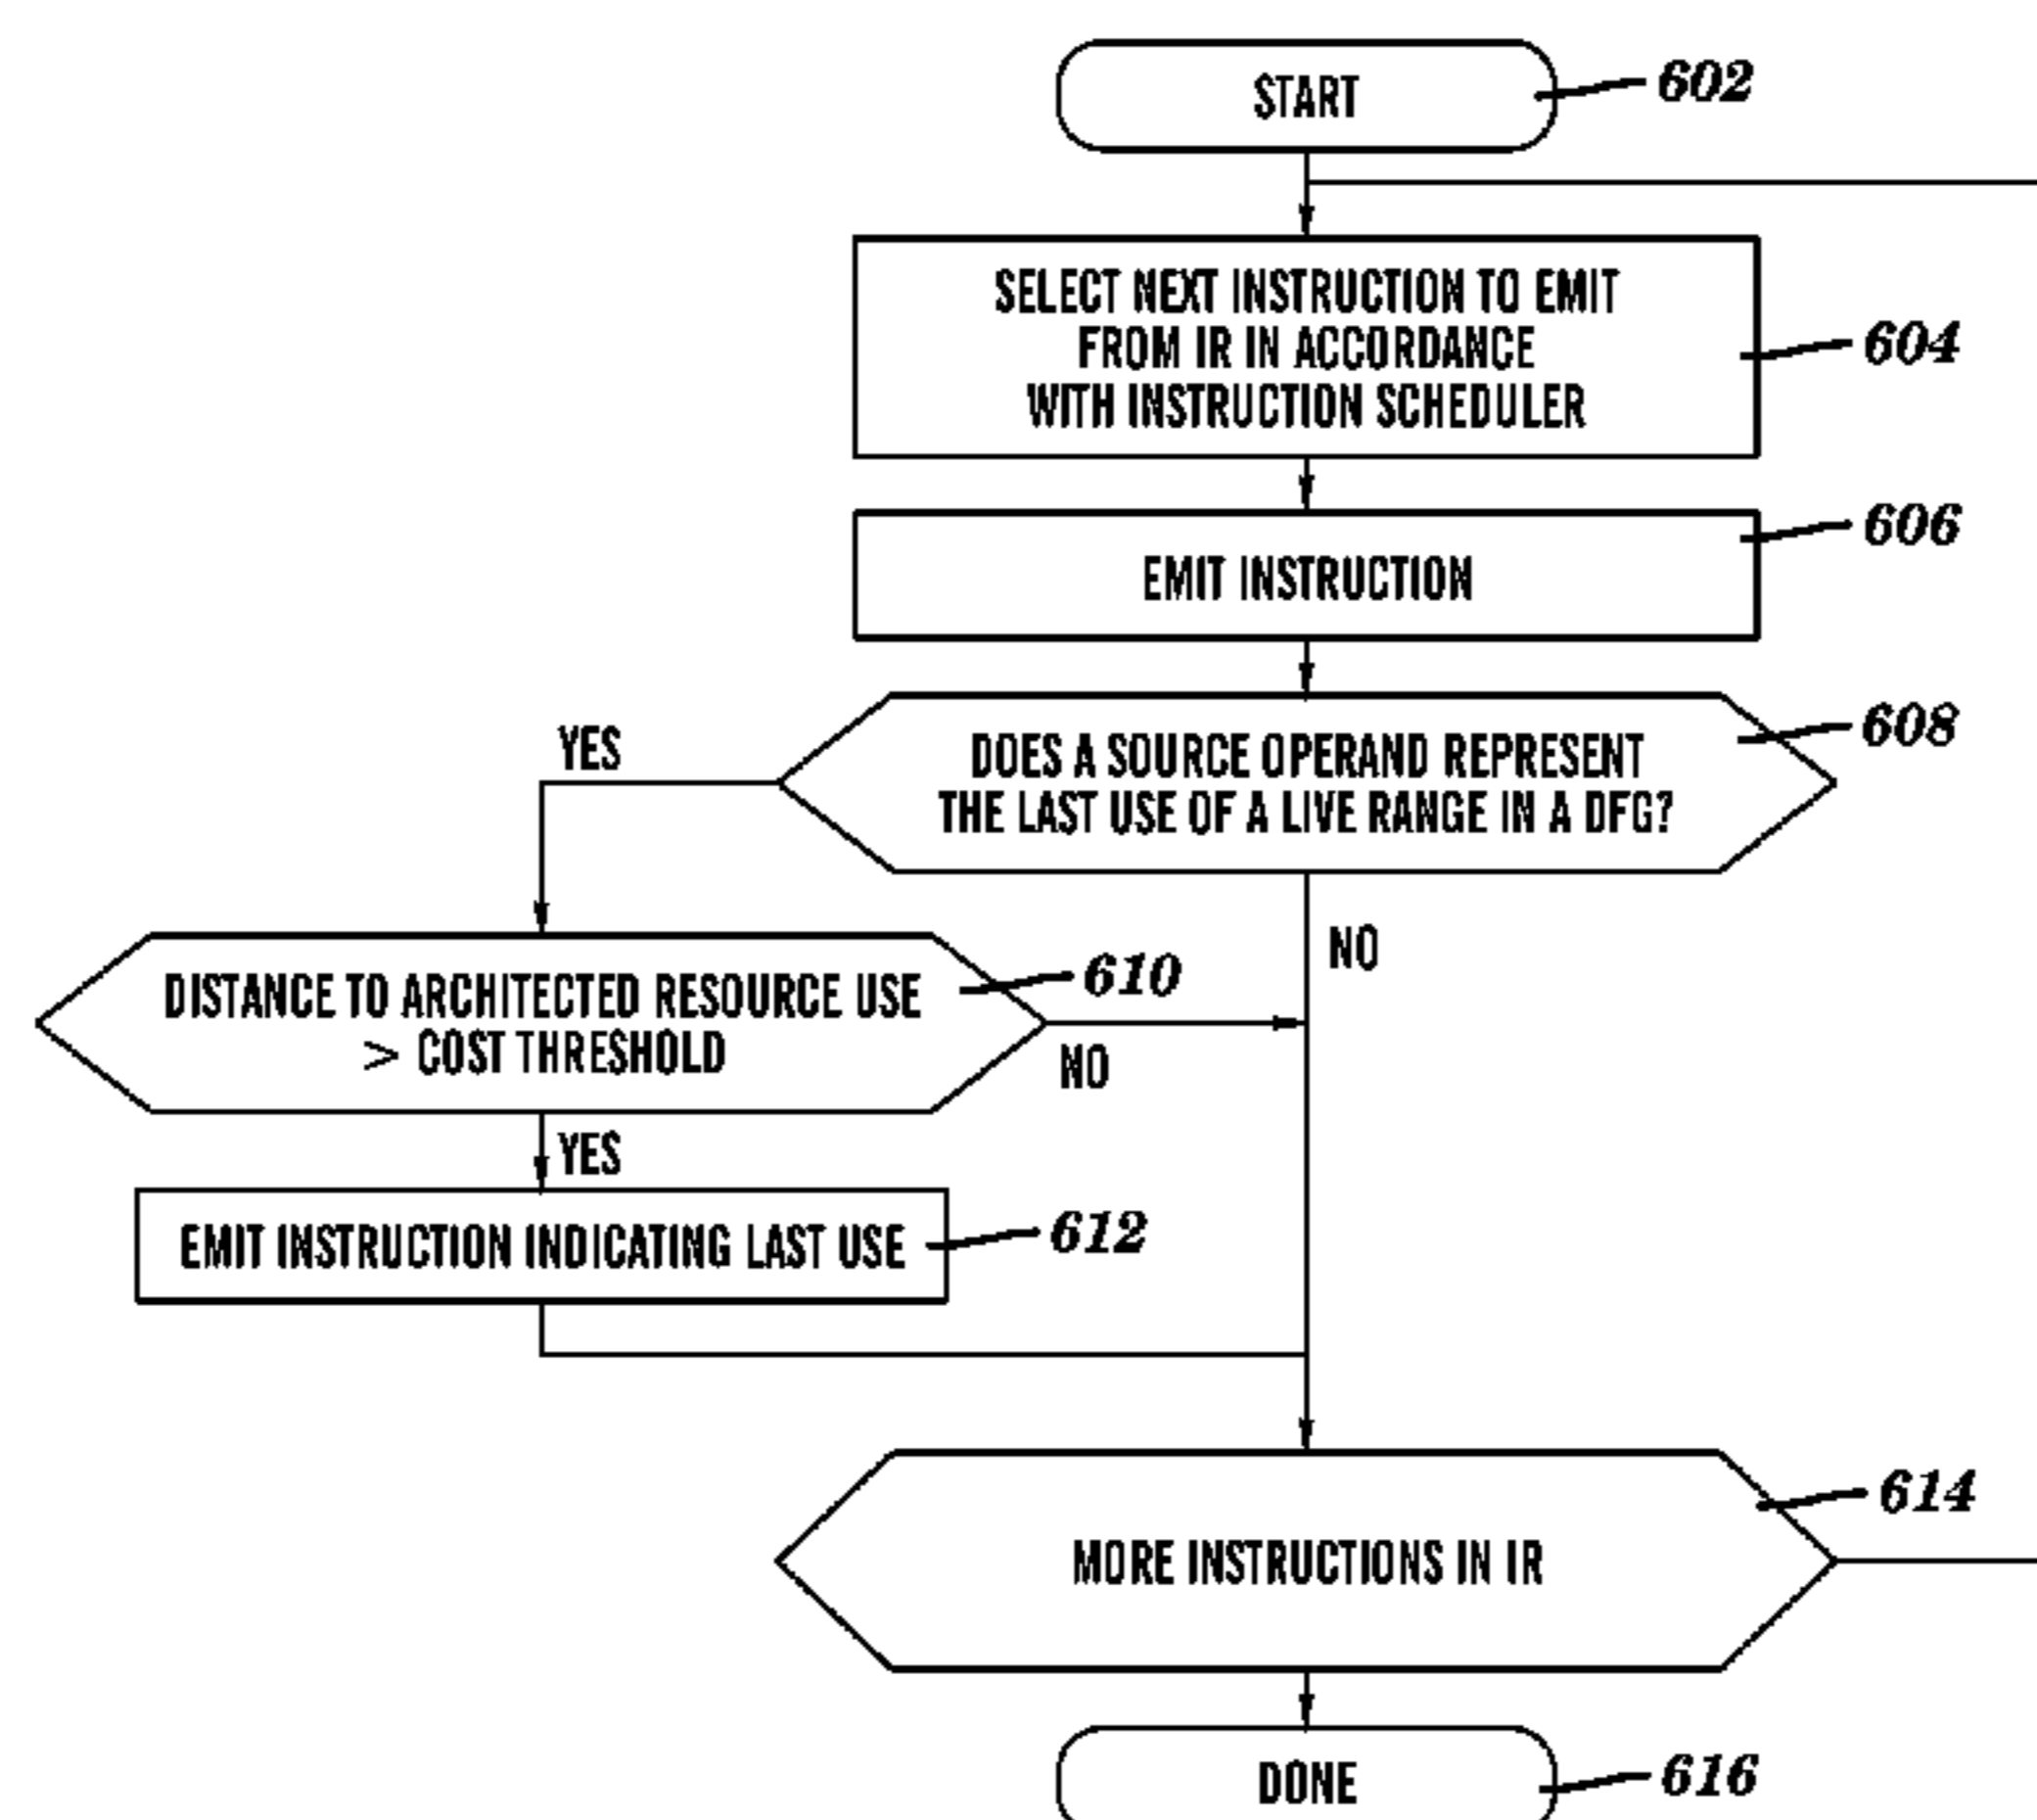 START
602
SELECT NEXT INSTRUCTION TO EMIT
FROM IR IN ACCORDANCE
WITH INSTRUCTION SCHEDULER
604
EMIT INSTRUCTION
606
DOES A SOURCE OPERAND REPRESENT
THE LAST USE OF A LIVE RANGE IN A DFG?
608
YES
NO
DISTANCE TO ARCHITECTED RESOURCE USE
> COST THRESHOLD
610
NO
YES
EMIT INSTRUCTION INDICATING LAST USE
612
MORE INSTRUCTIONS IN IR
614
DONE
616